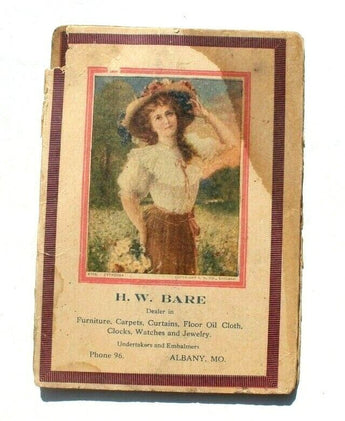 H. W. BARE
Dealer in
Furniture, Carpets, Curtains, Floor Oil Cloth,
Clocks, Watches and Jewelry.
Undertakers and Embalmers
Phone 96. ALBANY, MO.